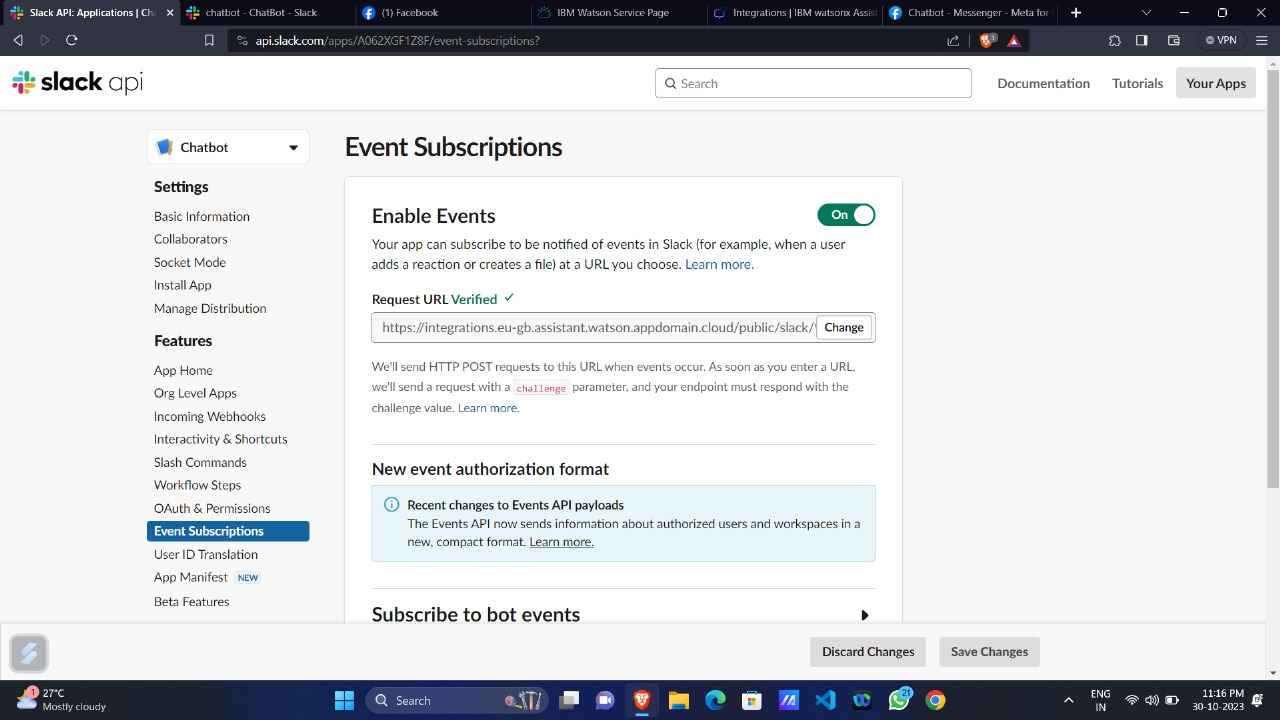 Slack API: Applications | Ch
chatbot - ChatBot - Slack
(1) Facebook
IBM Watson Service Page
Integrations | IBM watsonx Assist
Chatbot - Messenger - Meta for
api.slack.com/apps/A062XGF1Z8F/event-subscriptions?
VPN
slack api
Search
Documentation
Tutorials
Your Apps
Chatbot
Settings
Basic Information
Collaborators
Socket Mode
Install App
Manage Distribution
Features
App Home
Org Level Apps
Incoming Webhooks
Interactivity & Shortcuts
Slash Commands
Workflow Steps
OAuth & Permissions
Event Subscriptions
User ID Translation
App Manifest NEW
Beta Features
Event Subscriptions
Enable Events
On
Your app can subscribe to be notified of events in Slack (for example, when a user
adds a reaction or creates a file) at a URL you choose. Learn more.
Request URL Verified
https://integrations.eu-gb.assistant.watson.appdomain.cloud/public/slack/
Change
We'll send HTTP POST requests to this URL when events occur. As soon as you enter a URL,
we'll send a request with a challenge parameter, and your endpoint must respond with the
challenge value. Learn more.
New event authorization format
Recent changes to Events API payloads
The Events API now sends information about authorized users and workspaces in a
new, compact format. Learn more.
Subscribe to bot events
Discard Changes
Save Changes
1
27°C
Mostly cloudy
Search
21
ENG
IN
11:16 PM
30-10-2023